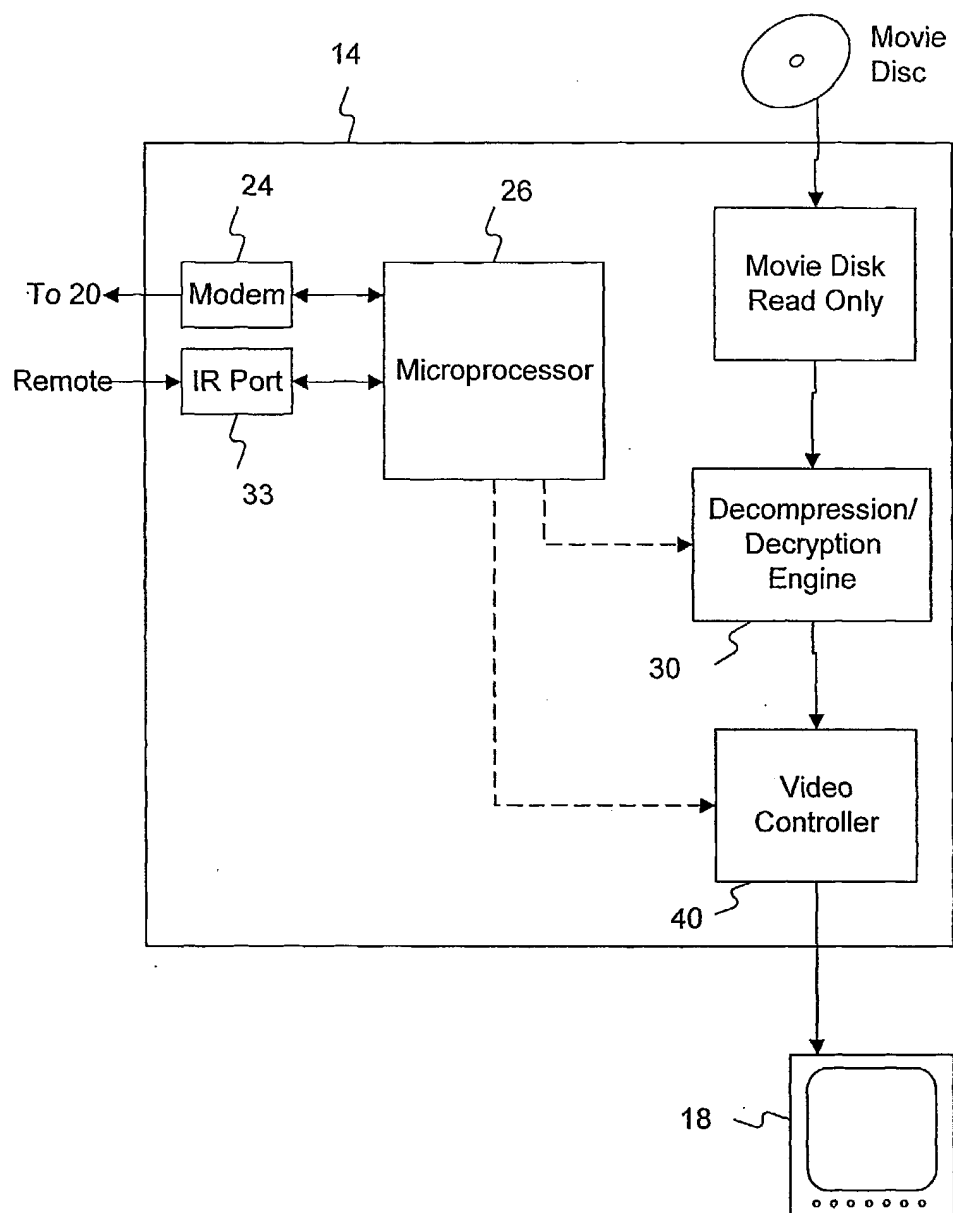 Movie
Disc
14
24
26
To 20
Modem
Microprocessor
Movie Disk
Read Only
Remote
IR Port
33
Decompression/
Decryption
Engine
30
Video
Controller
40
18